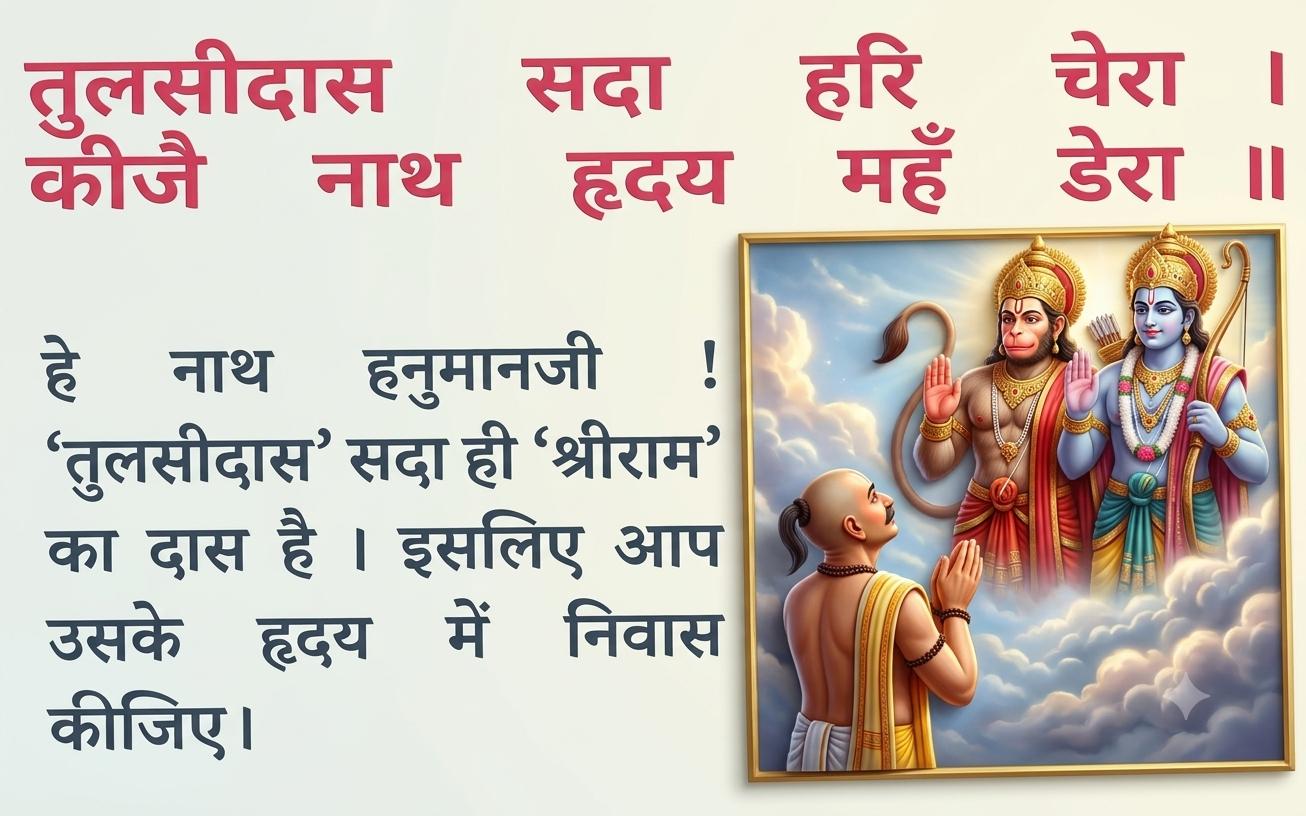 तुलसीदास सदा हरि चेरा ।
कीजै नाथ हृदय महँ डेरा ॥
हे नाथ हनुमानजी !
‘तुलसीदास’ सदा ही ‘श्रीराम’
का दास है । इसलिए आप
उसके हृदय में निवास
कीजिए।